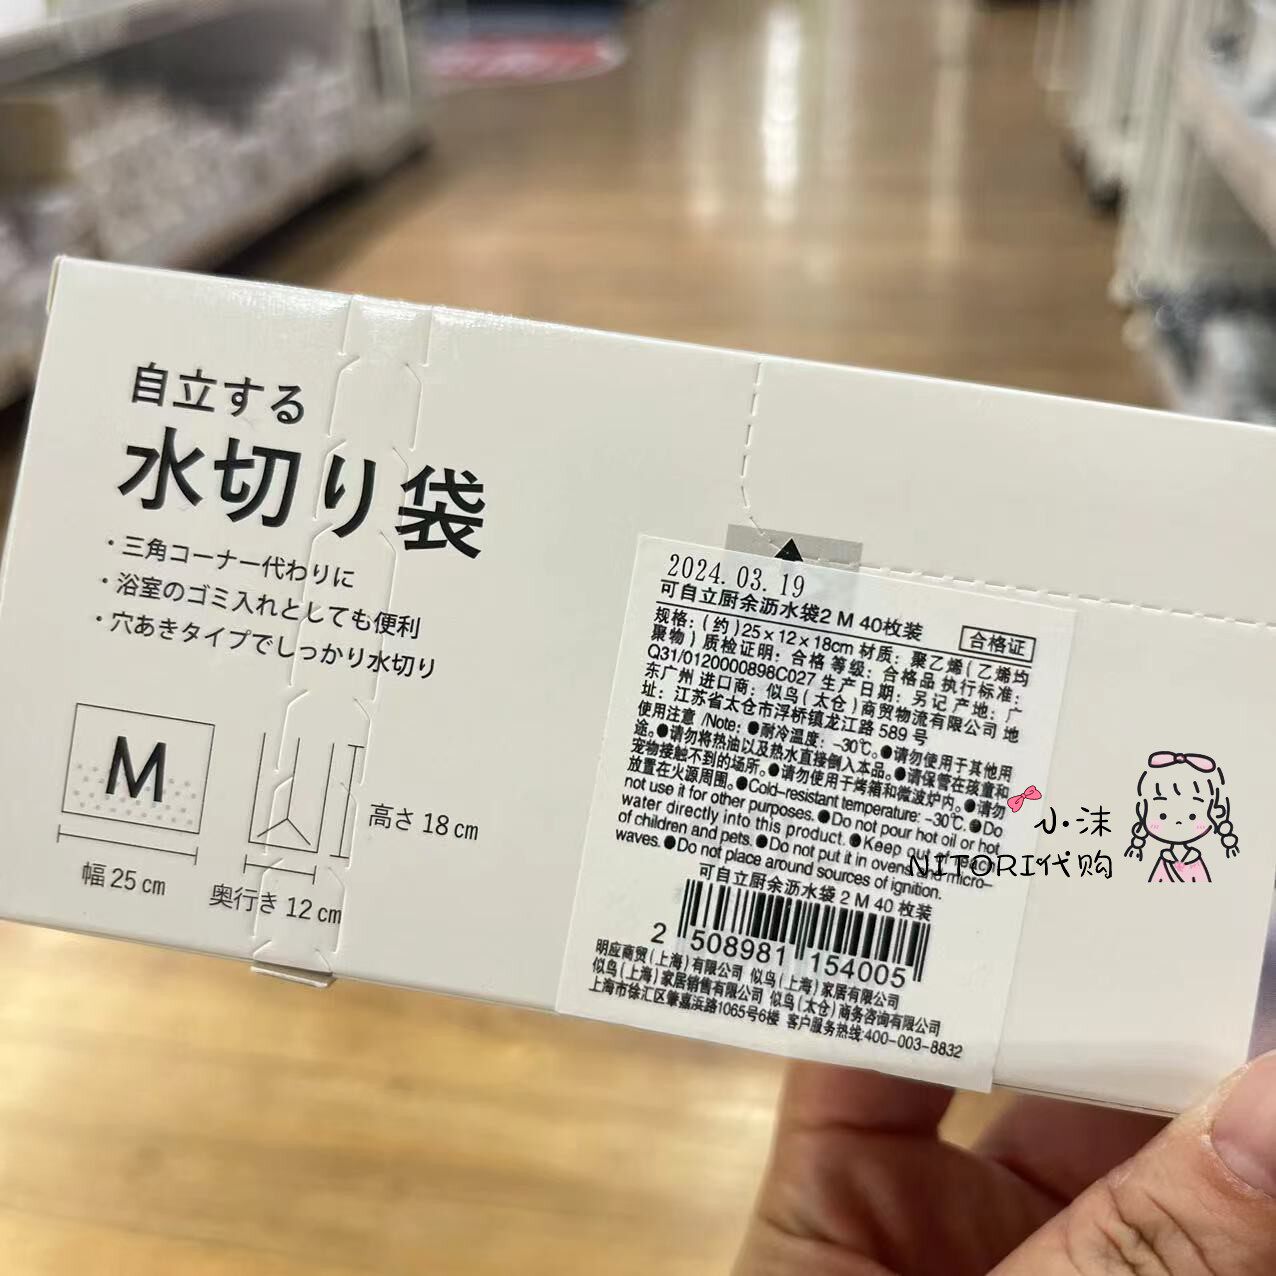 自立する
水切り袋
・三角コーナー代わりに
・浴室のゴミ入れとしても便利
・穴あきタイプでしっかり水切り
M
幅25cm
奥行き12cm
高さ18cm
2024.03.19
可自立厨余沥水袋2 M 40枚装
规格：(约)25×12×18cm 材质：聚乙烯(乙烯均
合格证
聚物) 质检证明：合格 等级：合格品 执行标准：
Q31/0120000898C027 生产日期：另记 产地：广
东广州 进口商：似鸟(太仓)商贸物流有限公司 地
址：江苏省太仓市浮桥镇龙江路589号
使用注意 /Note: ●耐冷温度：-30℃。●请勿使用于其他用
途。●请勿将热油以及热水直接倒入本品。●请保管在孩童和
宠物接触不到的场所。●请勿使用于烤箱和微波炉内。●请勿
放置在火源周围。●Cold-resistant temperature: -30℃. ●Do
not use it for other purposes. ●Do not pour hot oil or hot
water directly into this product. ●Keep out of reach
of children and pets. ●Do not put it in ovens and micro-
waves. ●Do not place around sources of ignition.
可自立厨余沥水袋2 M 40枚装
2 508981 154005
明应商贸(上海)有限公司 似鸟(上海)家居有限公司
似鸟(上海)家居销售有限公司 似鸟(太仓)商务咨询有限公司
上海市徐汇区肇嘉浜路1065号6楼 客户服务热线:400-003-8832
小沫
NITORI代购